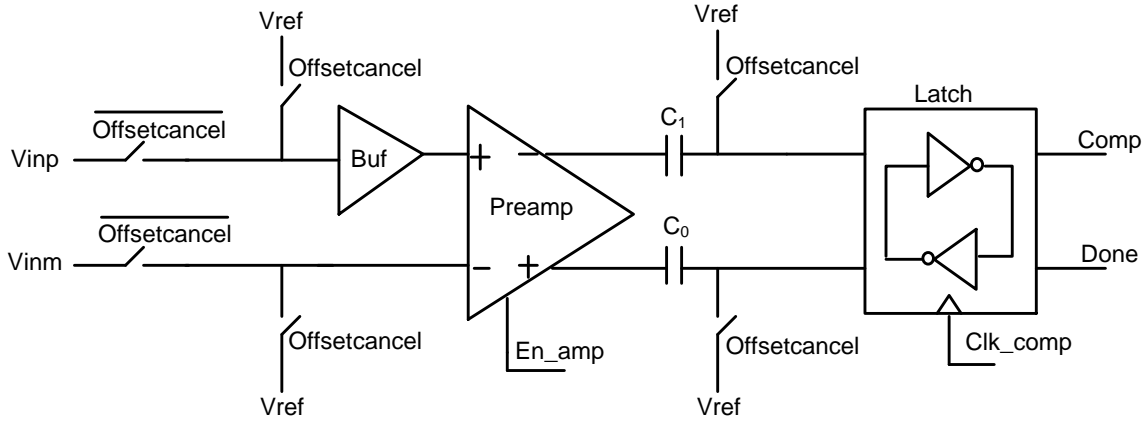 Vref
Vref
Offsetcancel
Offsetcancel
Latch
Offsetcancel
C₁
Comp
Vinp
Buf
+
−
Preamp
Offsetcancel
C₀
Vinm
−
+
Done
Offsetcancel
Offsetcancel
En_amp
Clk_comp
Vref
Vref